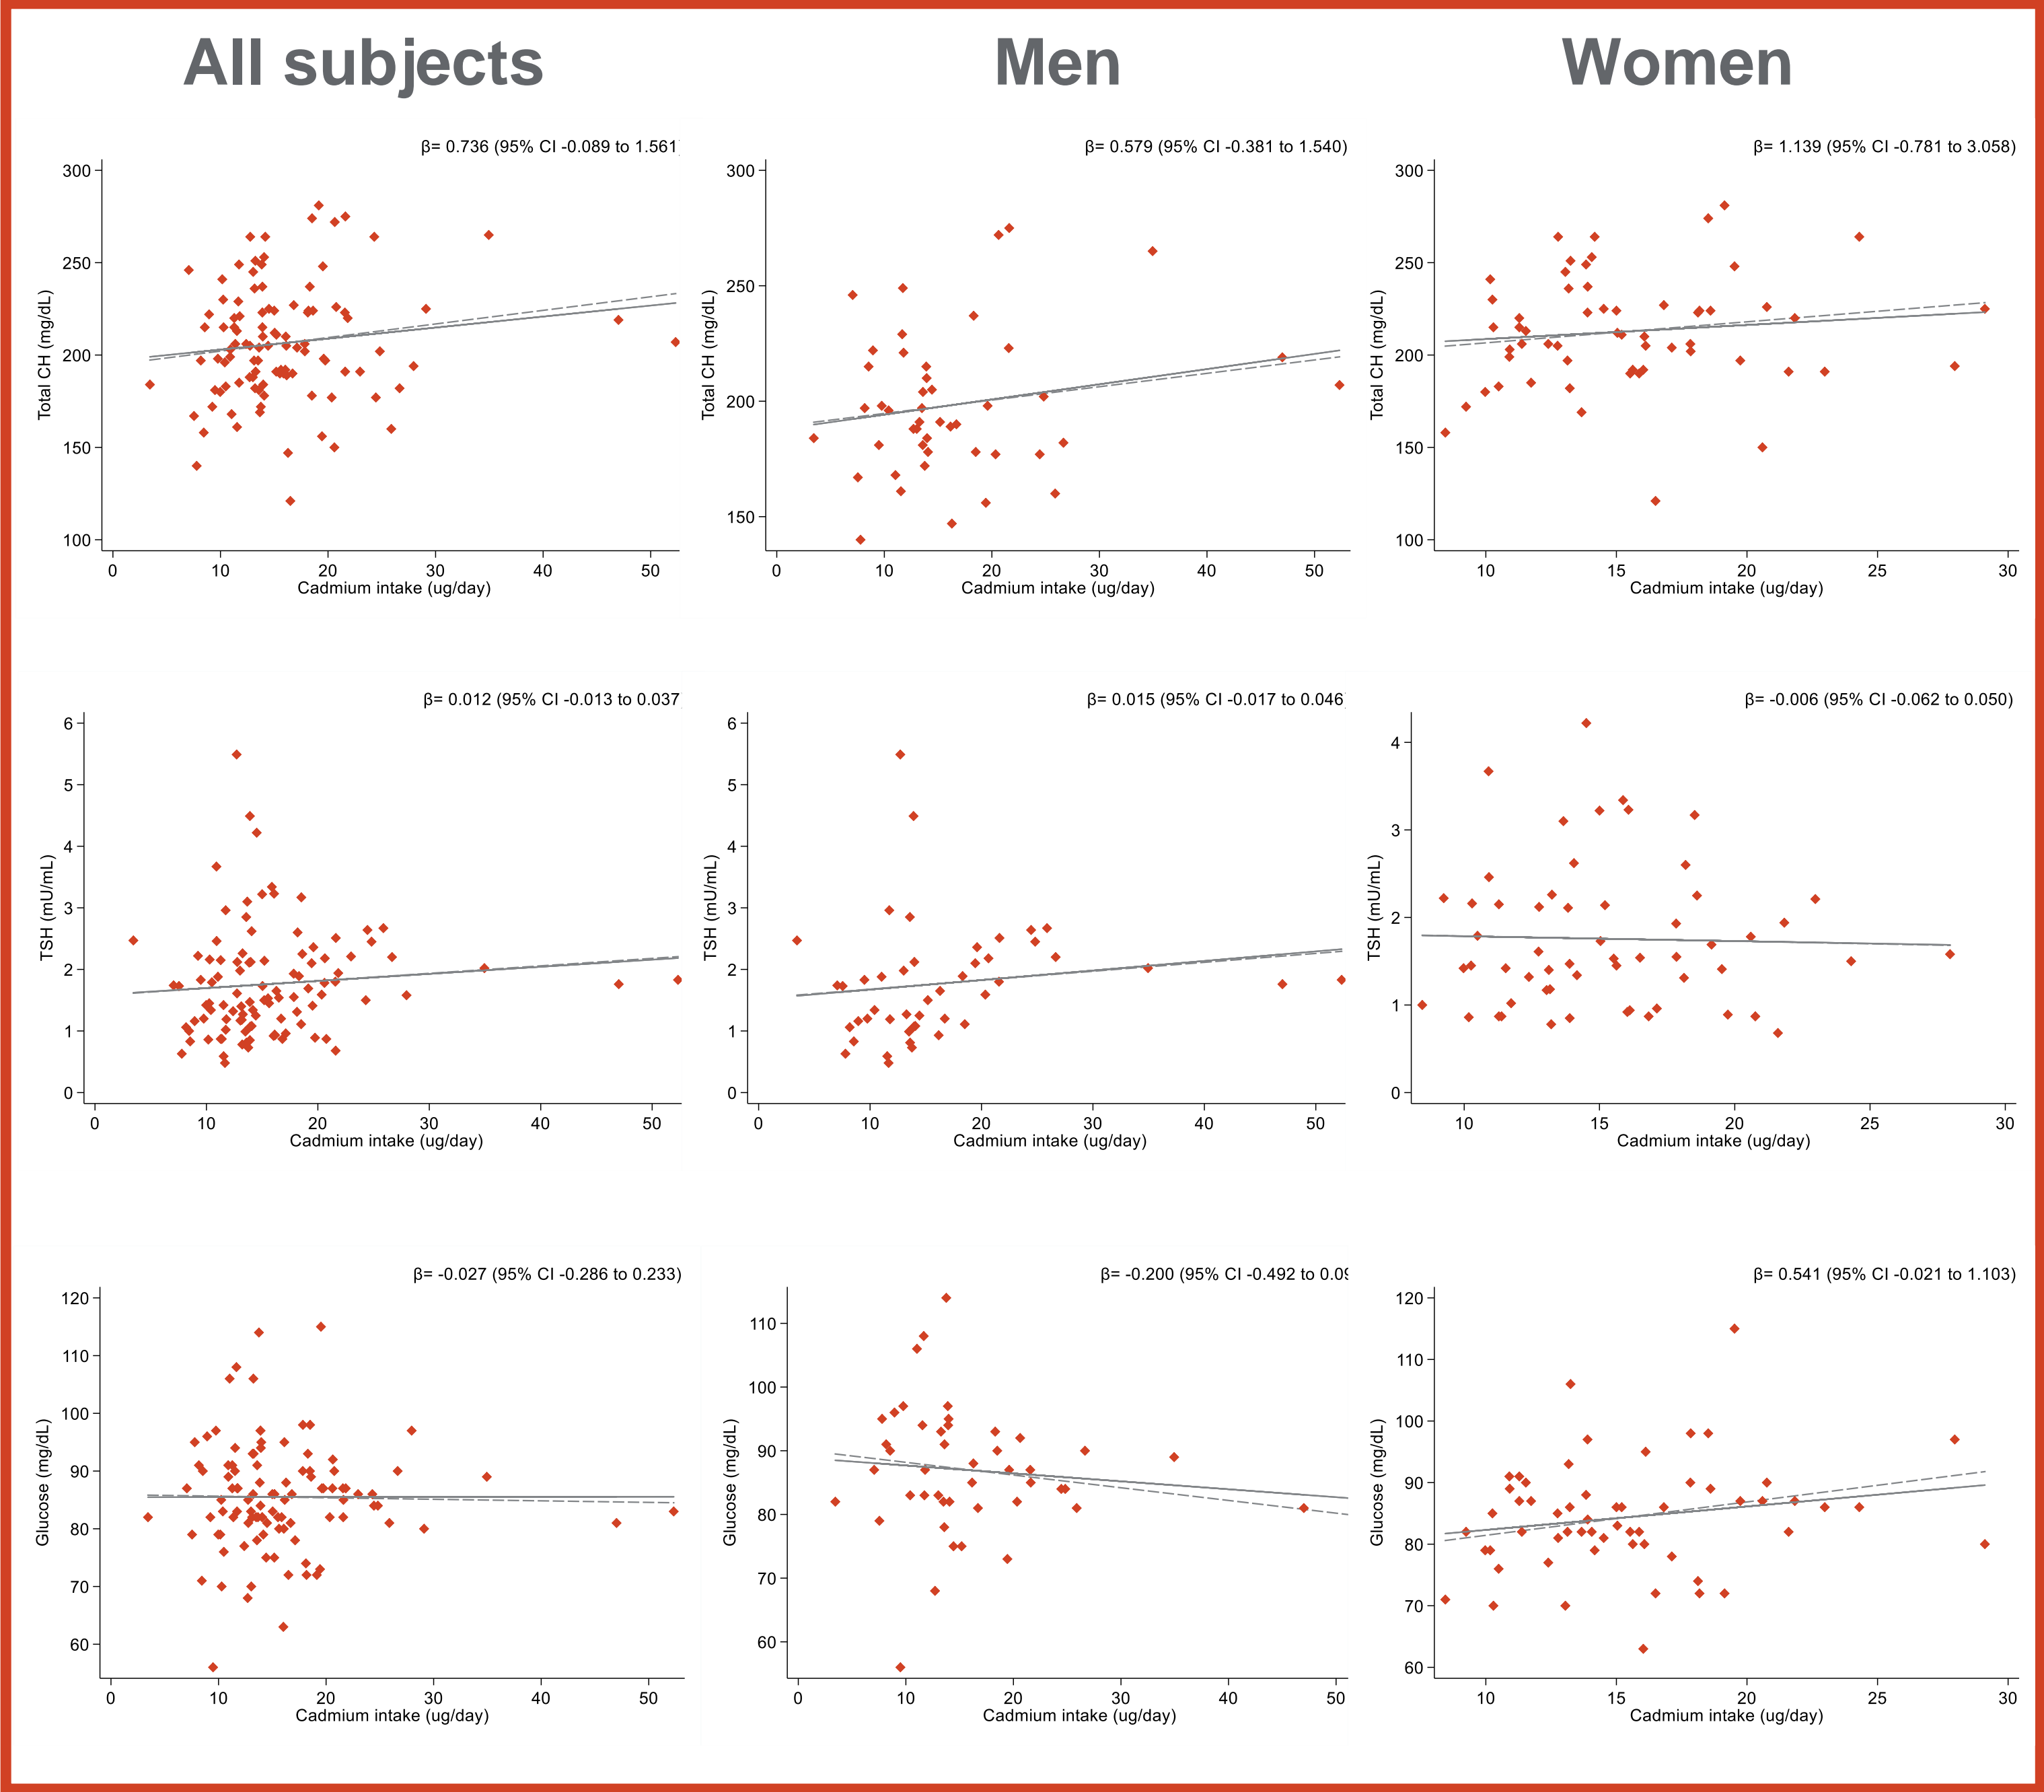 All subjects
Men
Women
β= 0.736 (95% CI -0.089 to 1.561
300
250
200
150
100
Total CH (mg/dL)
0 10 20 30 40 50
Cadmium intake (ug/day)
β= 0.579 (95% CI -0.381 to 1.540)
300
250
200
150
Total CH (mg/dL)
0 10 20 30 40 50
Cadmium intake (ug/day)
β= 1.139 (95% CI -0.781 to 3.058)
300
250
200
150
100
Total CH (mg/dL)
10 15 20 25 30
Cadmium intake (ug/day)
β= 0.012 (95% CI -0.013 to 0.037
6
5
4
3
2
1
0
TSH (mU/mL)
0 10 20 30 40 50
Cadmium intake (ug/day)
β= 0.015 (95% CI -0.017 to 0.046
6
5
4
3
2
1
0
TSH (mU/mL)
0 10 20 30 40 50
Cadmium intake (ug/day)
β= -0.006 (95% CI -0.062 to 0.050)
4
3
2
1
0
TSH (mU/mL)
10 15 20 25 30
Cadmium intake (ug/day)
β= -0.027 (95% CI -0.286 to 0.233)
120
110
100
90
80
70
60
Glucose (mg/dL)
0 10 20 30 40 50
Cadmium intake (ug/day)
β= -0.200 (95% CI -0.492 to 0.09
110
100
90
80
70
60
Glucose (mg/dL)
0 10 20 30 40 50
Cadmium intake (ug/day)
β= 0.541 (95% CI -0.021 to 1.103)
120
110
100
90
80
70
60
Glucose (mg/dL)
10 15 20 25 30
Cadmium intake (ug/day)